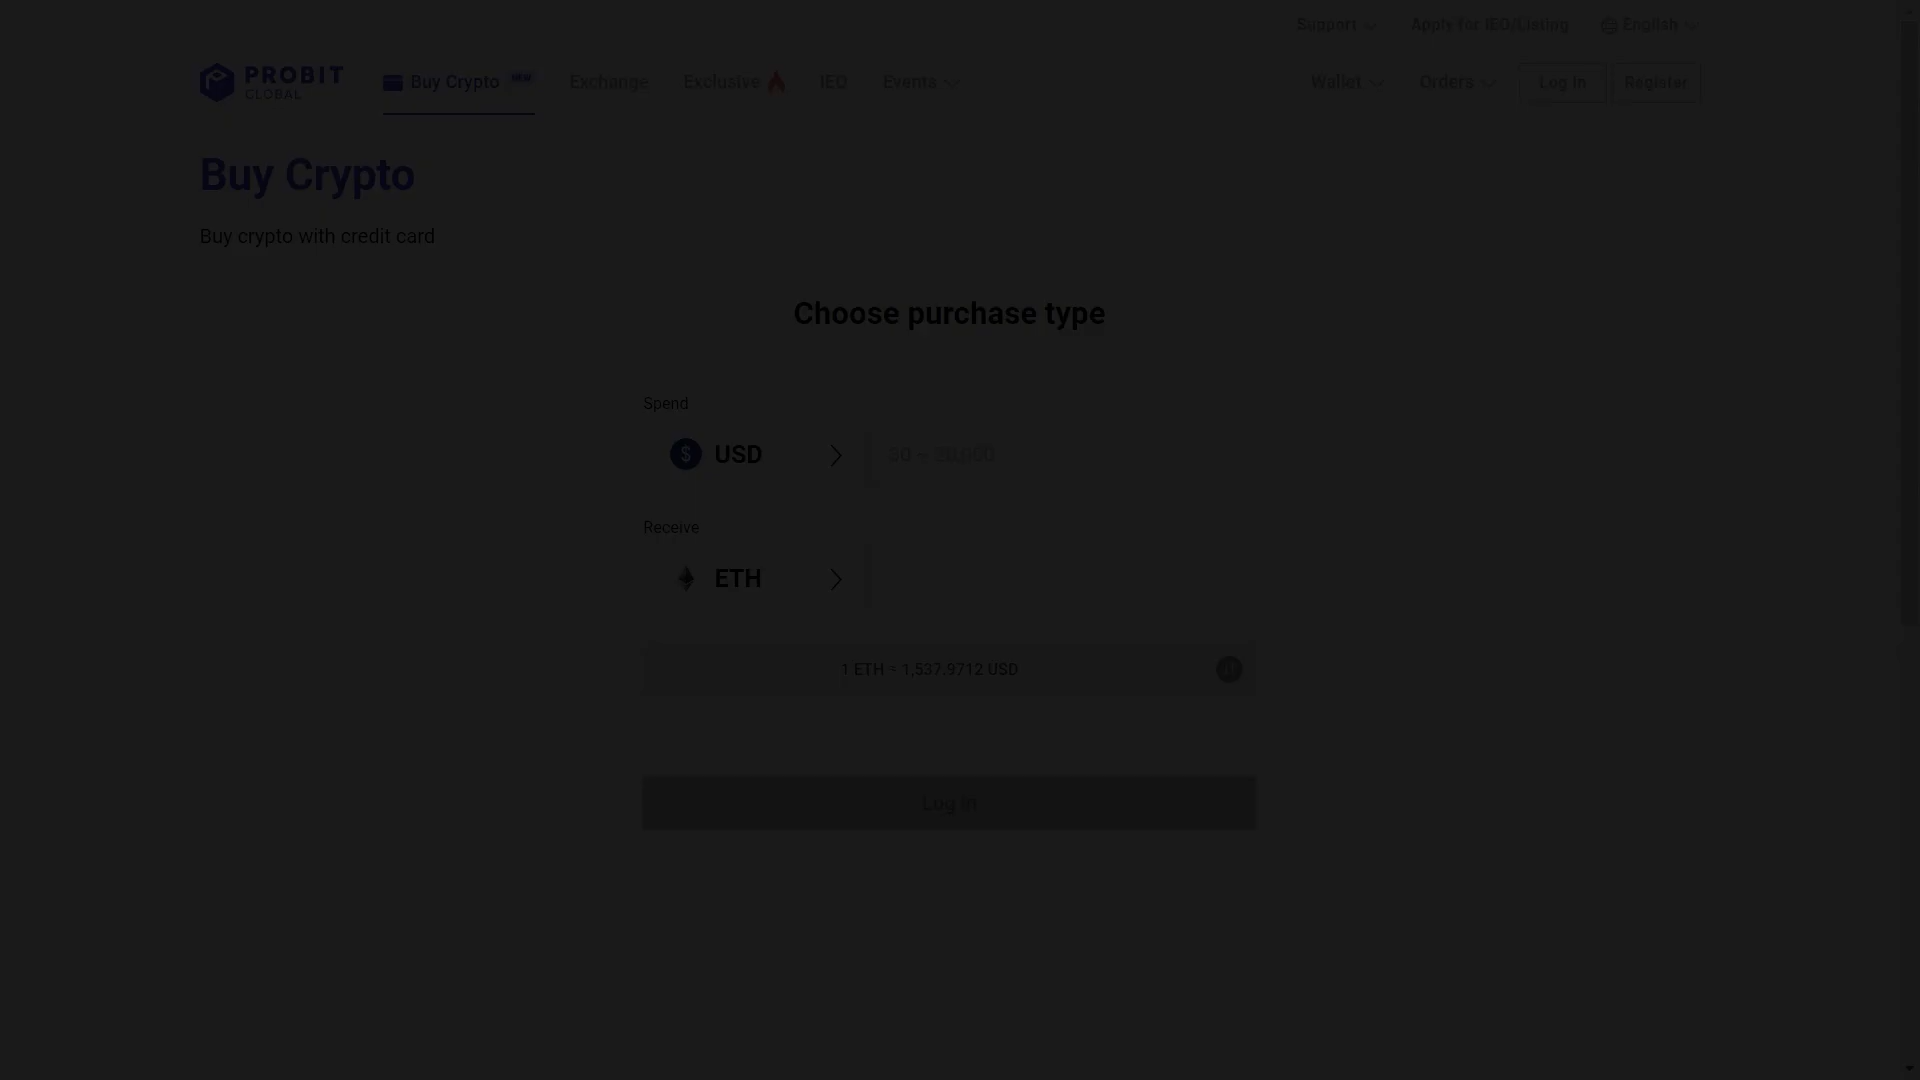 Support
Apply for IEO/Listing
English
PROBIT
GLOBAL
Buy Crypto NEW
Exchange
Exclusive
IEO
Events
Wallet
Orders
Log In
Register
Buy Crypto
Buy crypto with credit card
Choose purchase type
Spend
$ USD
50 ~ 20,000
Receive
ETH
1 ETH ≈ 1,537.9712 USD
Log In